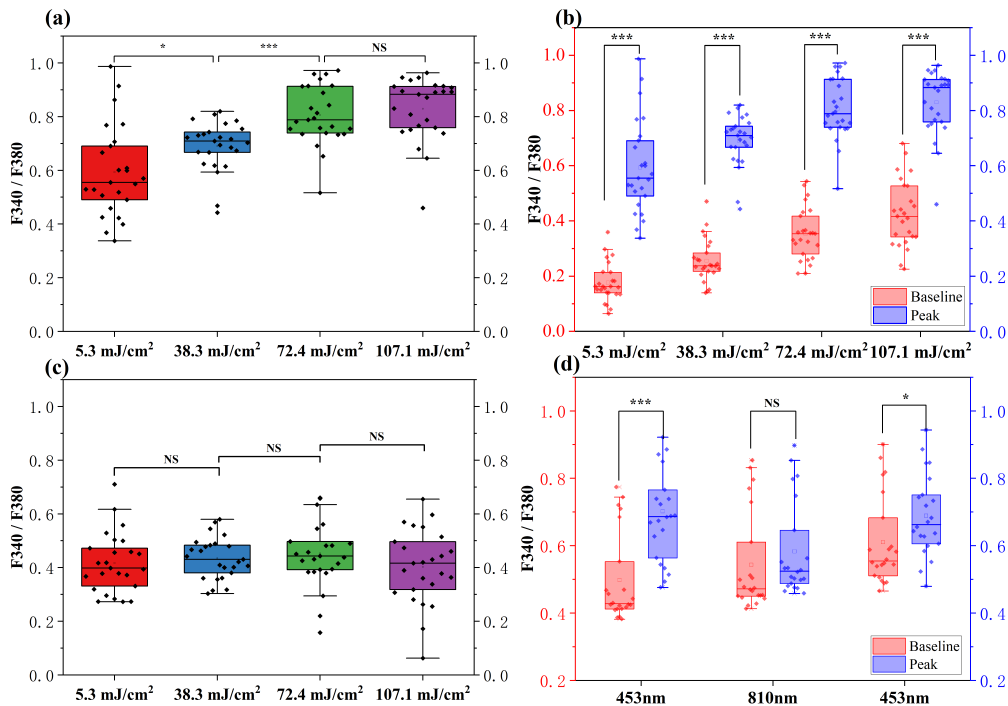 (a)
* *** NS
F340 / F380
1.0 1.0
0.8 0.8
0.6 0.6
0.4 0.4
0.2 0.2
0.0 0.0
5.3 mJ/cm² 38.3 mJ/cm² 72.4 mJ/cm² 107.1 mJ/cm²
(b)
*** *** *** ***
F340 / F380
1.0 1.0
0.8 0.8
0.6 0.6
0.4 0.4
0.2 0.2
0.0 0.0
Baseline
Peak
5.3 mJ/cm² 38.3 mJ/cm² 72.4 mJ/cm² 107.1 mJ/cm²
(c)
NS NS NS
F340 / F380
1.0 1.0
0.8 0.8
0.6 0.6
0.4 0.4
0.2 0.2
0.0 0.0
5.3 mJ/cm² 38.3 mJ/cm² 72.4 mJ/cm² 107.1 mJ/cm²
(d)
*** NS *
F340 / F380
1.0 1.0
0.8 0.8
0.6 0.6
0.4 0.4
0.2 0.2
Baseline
Peak
453nm 810nm 453nm